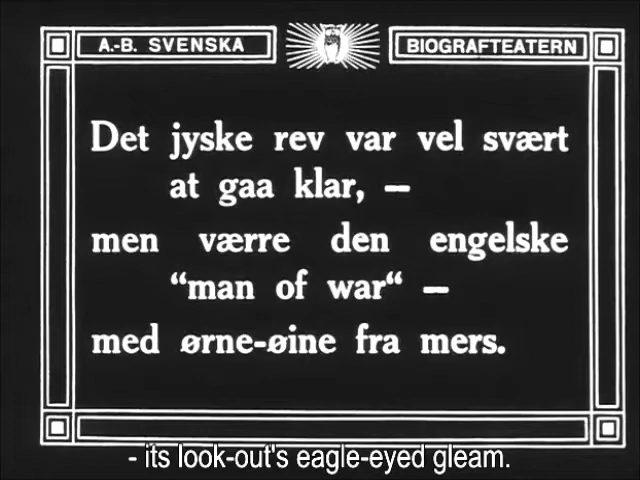 A.-B. SVENSKA BIOGRAFTEATERN
Det jyske rev var vel svært
at gaa klar, —
men værre den engelske
“man of war“ —
med ørne-øine fra mers.
- its look-out's eagle-eyed gleam.